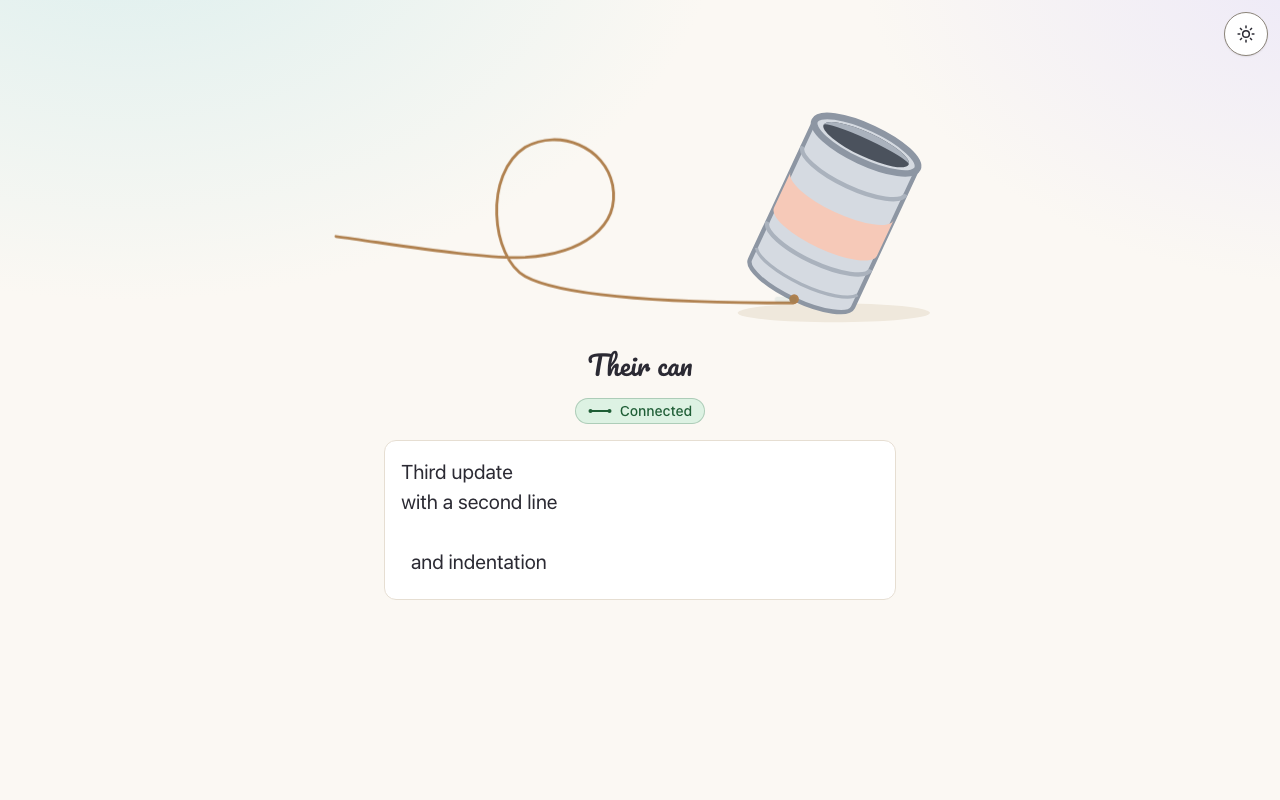 Their can
Connected
Third update
with a second line

  and indentation